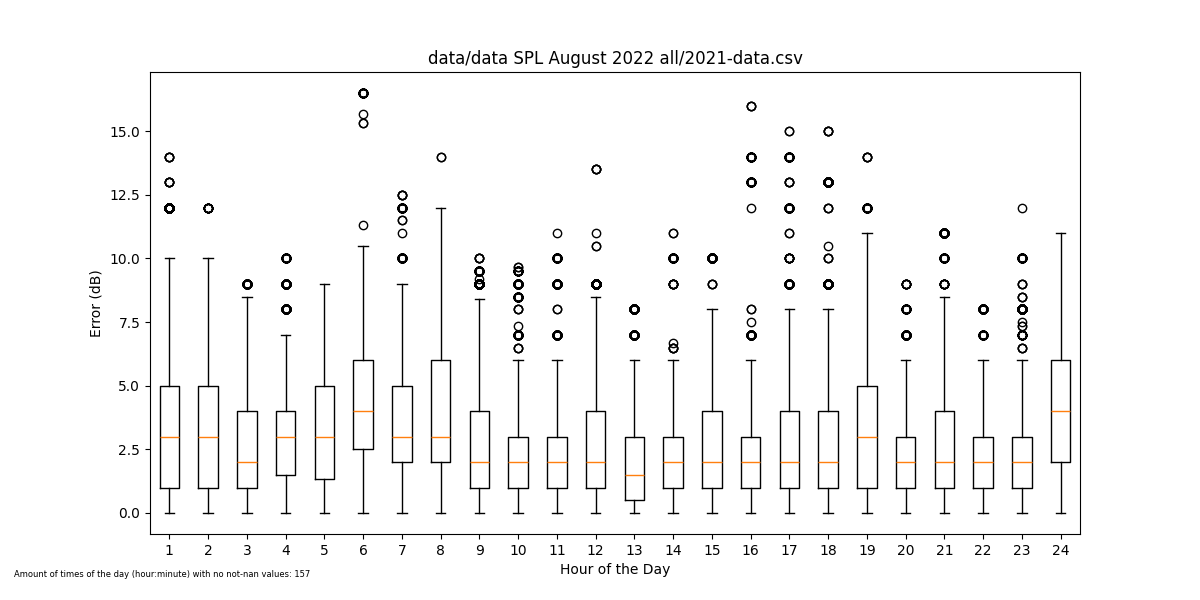 data/data SPL August 2022 all/2021-data.csv
Error (dB)
15.0
12.5
10.0
7.5
5.0
2.5
0.0
1 2 3 4 5 6 7 8 9 10 11 12 13 14 15 16 17 18 19 20 21 22 23 24
Hour of the Day
Amount of times of the day (hour:minute) with no not-nan values: 157